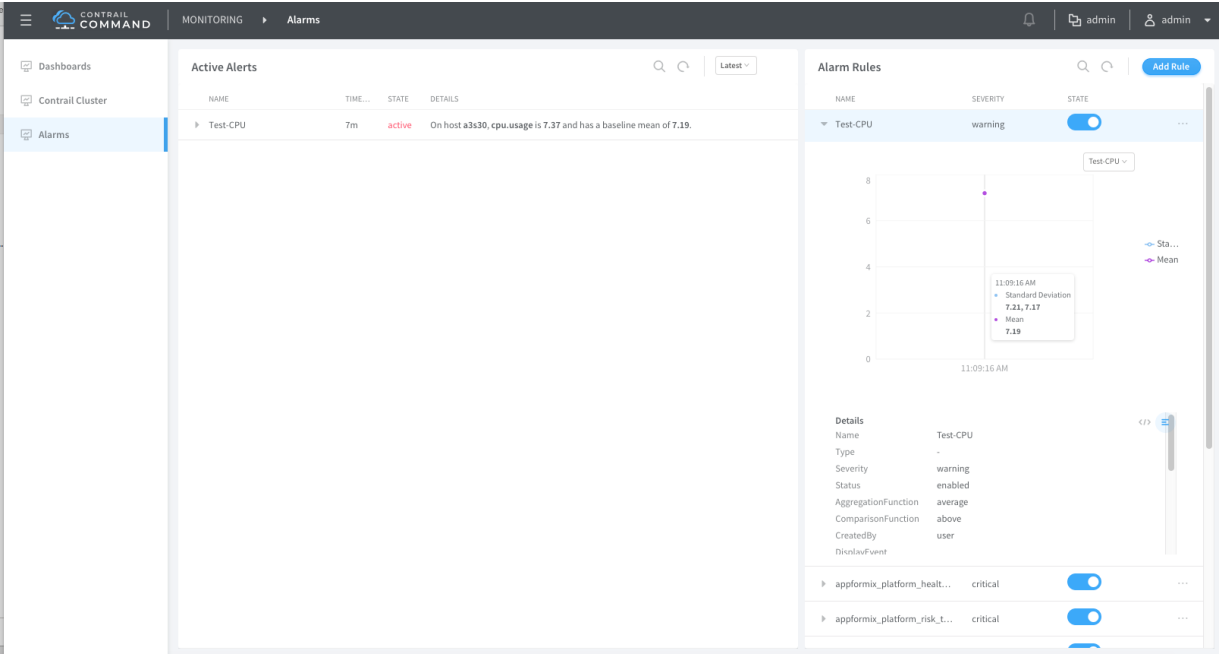 CONTRAIL
COMMAND
MONITORING
Alarms
admin
admin
Dashboards
Contrail Cluster
Alarms
Active Alerts
Latest
NAME TIME... STATE DETAILS
Test-CPU 7m active On host a3s30, cpu.usage is 7.37 and has a baseline mean of 7.19.
Alarm Rules
Add Rule
NAME SEVERITY STATE
Test-CPU warning ...
Test-CPU
8
6
4
2
0
11:09:16 AM
Sta...
Mean
11:09:16 AM
Standard Deviation
7.21, 7.17
Mean
7.19
Details
</>
Name Test-CPU
Type -
Severity warning
Status enabled
AggregationFunction average
ComparisonFunction above
CreatedBy user
DisplayEvent
appformix_platform_healt... critical ...
appformix_platform_risk_t... critical ...